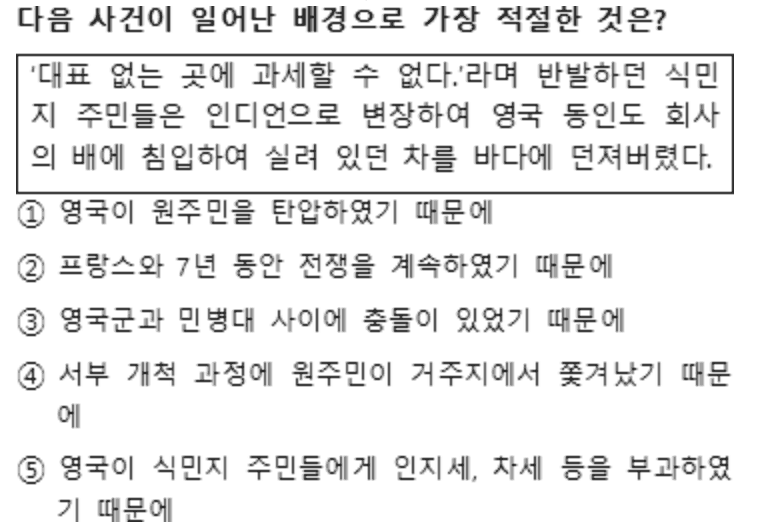 다음 사건이 일어난 배경으로 가장 적절한 것은?
'대표 없는 곳에 과세할 수 없다.'라며 반발하던 식민
지 주민들은 인디언으로 변장하여 영국 동인도 회사
의 배에 침입하여 실려 있던 차를 바다에 던져버렸다.
① 영국이 원주민을 탄압하였기 때문에
② 프랑스와 7년 동안 전쟁을 계속하였기 때문에
③ 영국군과 민병대 사이에 충돌이 있었기 때문에
④ 서부 개척 과정에 원주민이 거주지에서 쫓겨났기 때문
에
⑤ 영국이 식민지 주민들에게 인지세, 차세 등을 부과하였
기 때문에